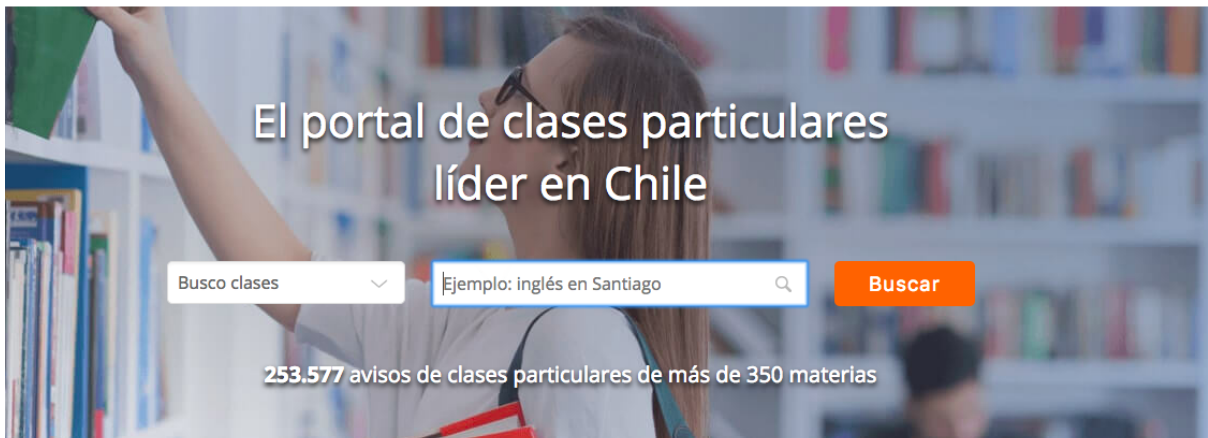 El portal de clases particulares
líder en Chile
Busco clases
Ejemplo: inglés en Santiago
Buscar
253.577 avisos de clases particulares de más de 350 materias